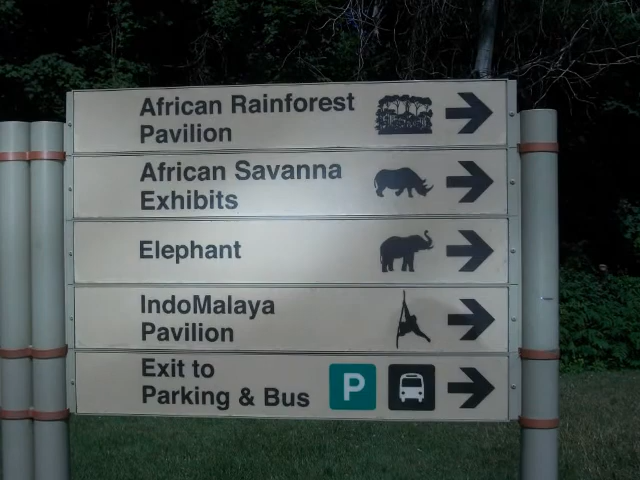 African Rainforest
Pavilion
African Savanna
Exhibits
Elephant
IndoMalaya
Pavilion
Exit to
Parking & Bus P